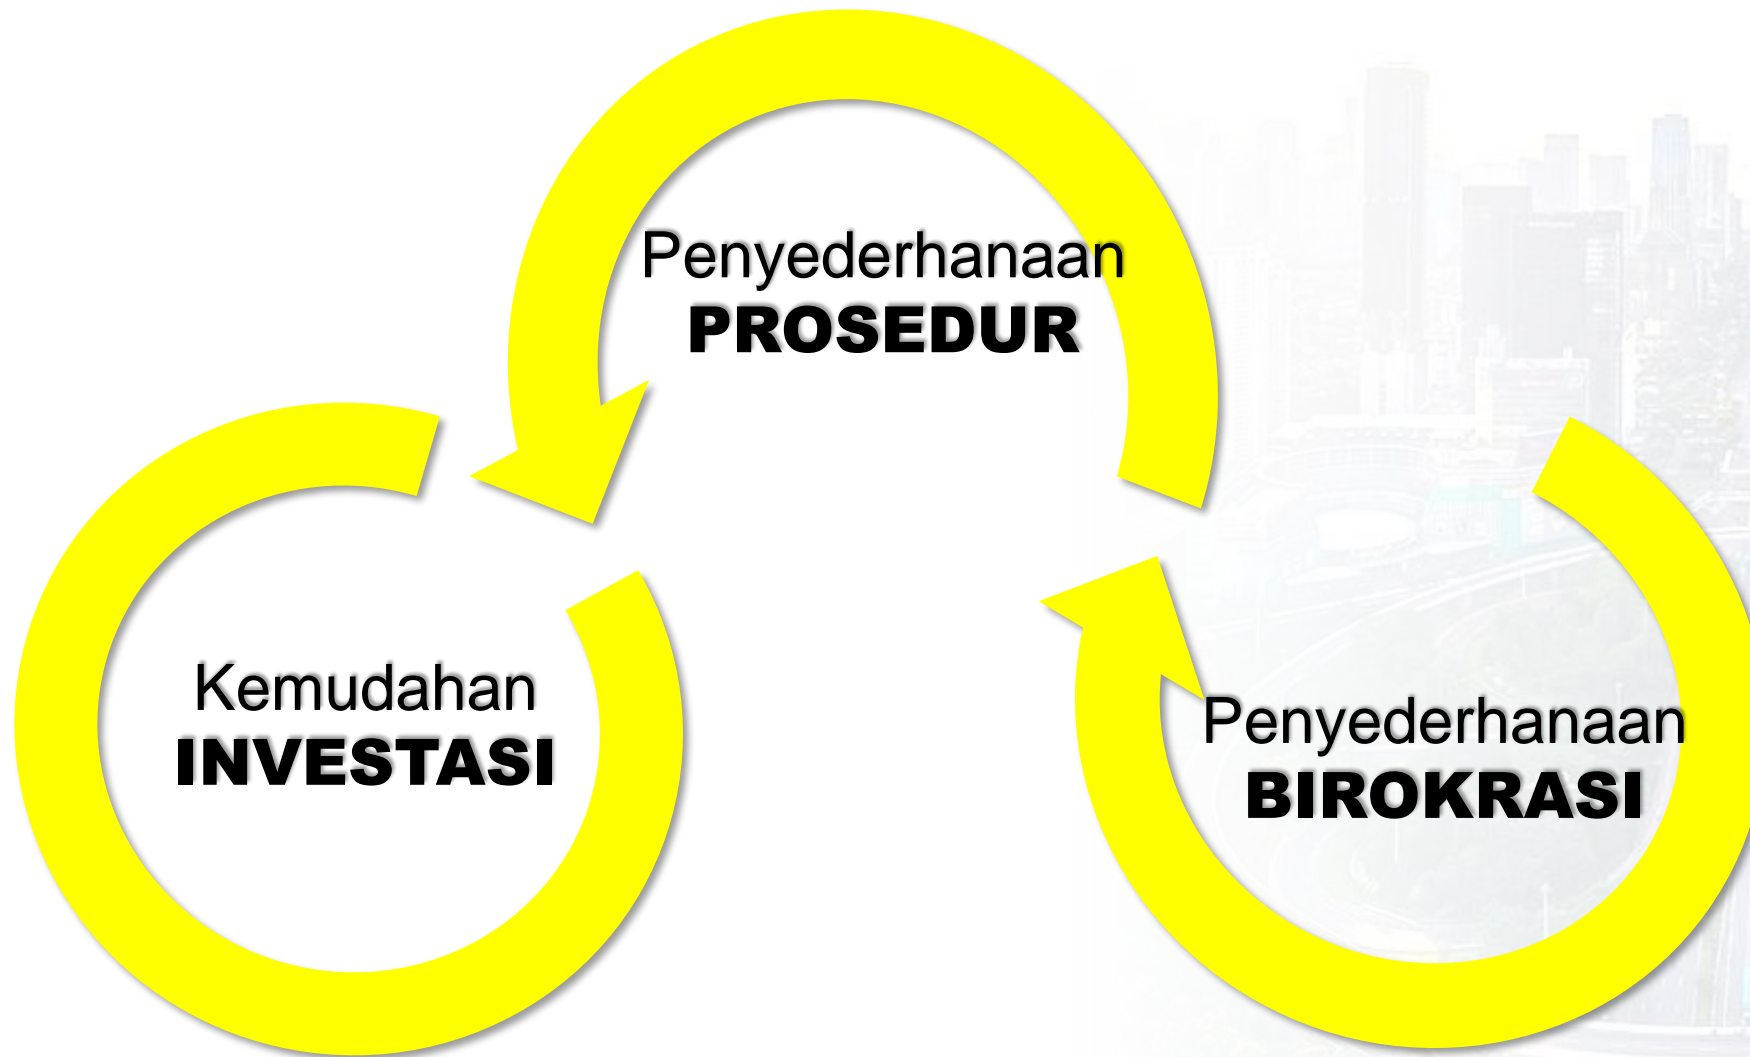 Penyederhanaan
PROSEDUR
Kemudahan
INVESTASI
Penyederhanaan
BIROKRASI